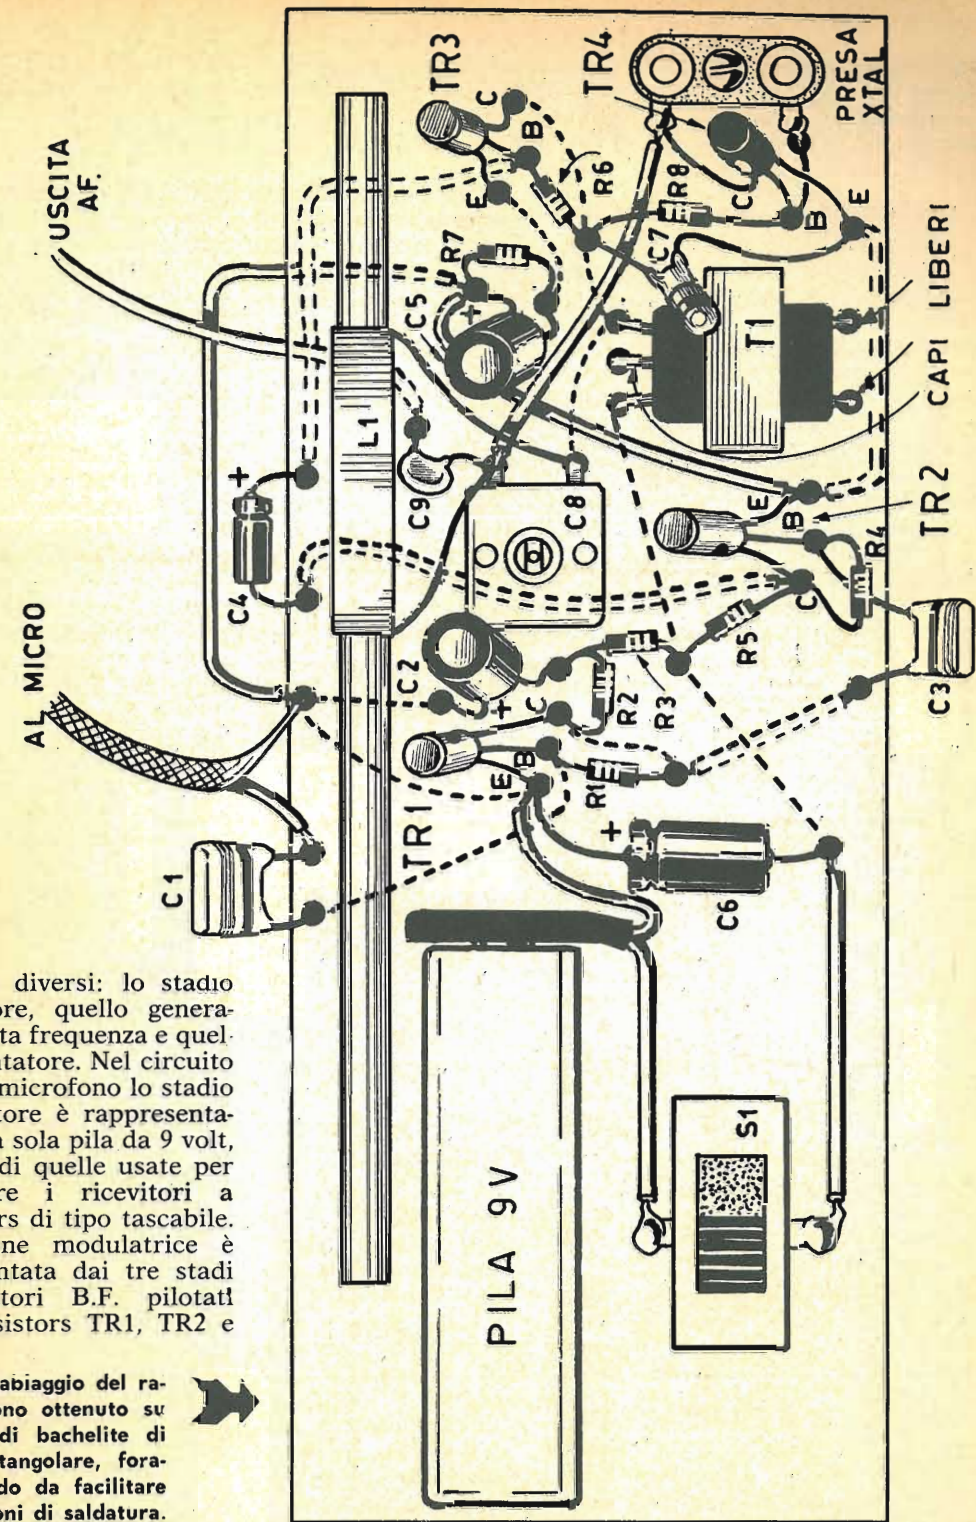 diversi: lo stadio
ore, quello genera-
ta frequenza e quel-
tatore. Nel circuito
microfono lo stadio
tore è rappresenta-
a sola pila da 9 volt,
di quelle usate per
re i ricevitori a
rs di tipo tascabile.
one modulatrice è
ntata dai tre stadi
tori B.F. pilotati
sistors TR1, TR2 e
abiaggio del ra-
ono ottenuto su
di bachelite di
ttangolare, fora-
do da facilitare
oni di saldatura.
AL MICRO
USCITA
AF.
C1
C4
+
L1
TR3
C
B
E
TR4
PRESA
XTAL
R6
R7
C5
+
R8
C7
C
B
E
T1
CAPI LIBERI
C9
C8
C2
+
TR1
C
B
E
R1
R2
R3
R5
E
B
C
R4
TR2
C3
+
C6
PILA 9V
S1